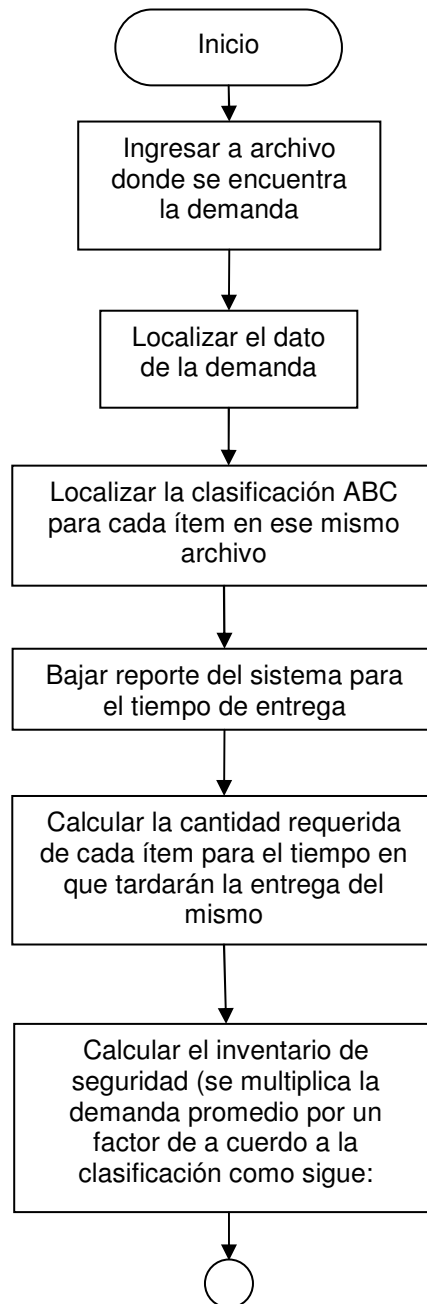 Inicio
Ingresar a archivo
donde se encuentra
la demanda
Localizar el dato
de la demanda
Localizar la clasificación ABC
para cada ítem en ese mismo
archivo
Bajar reporte del sistema para
el tiempo de entrega
Calcular la cantidad requerida
de cada ítem para el tiempo en
que tardarán la entrega del
mismo
Calcular el inventario de
seguridad (se multiplica la
demanda promedio por un
factor de a cuerdo a la
clasificación como sigue: